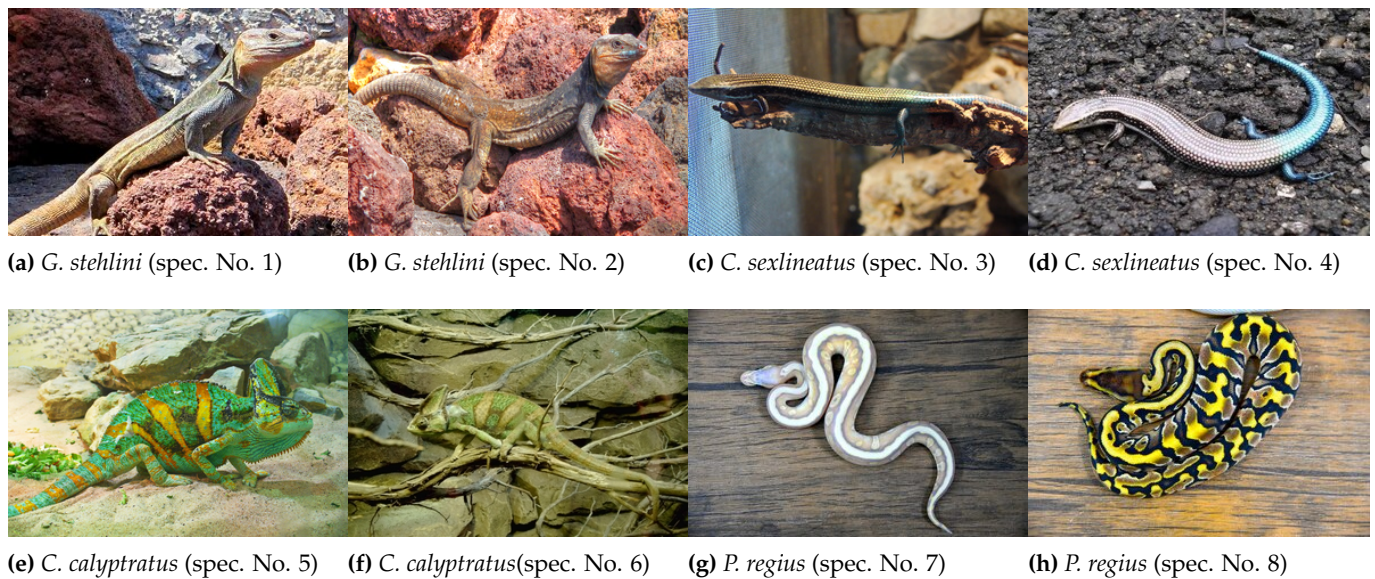 (a) G. stehlini (spec. No. 1)
(b) G. stehlini (spec. No. 2)
(c) C. sexlineatus (spec. No. 3)
(d) C. sexlineatus (spec. No. 4)
(e) C. calyptratus (spec. No. 5)
(f) C. calyptratus(spec. No. 6)
(g) P. regius (spec. No. 7)
(h) P. regius (spec. No. 8)